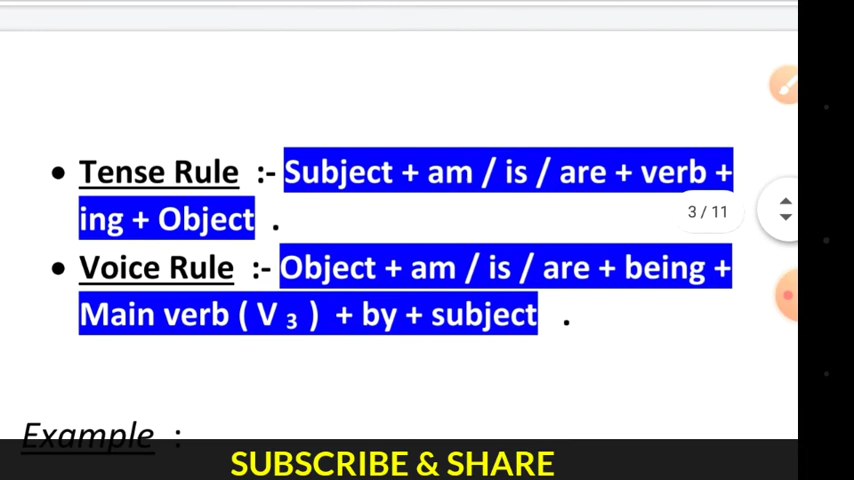 • Tense Rule :- Subject + am / is / are + verb +
ing + Object .
3 / 11
• Voice Rule :- Object + am / is / are + being +
Main verb ( V 3 ) + by + subject .
Example :
SUBSCRIBE & SHARE